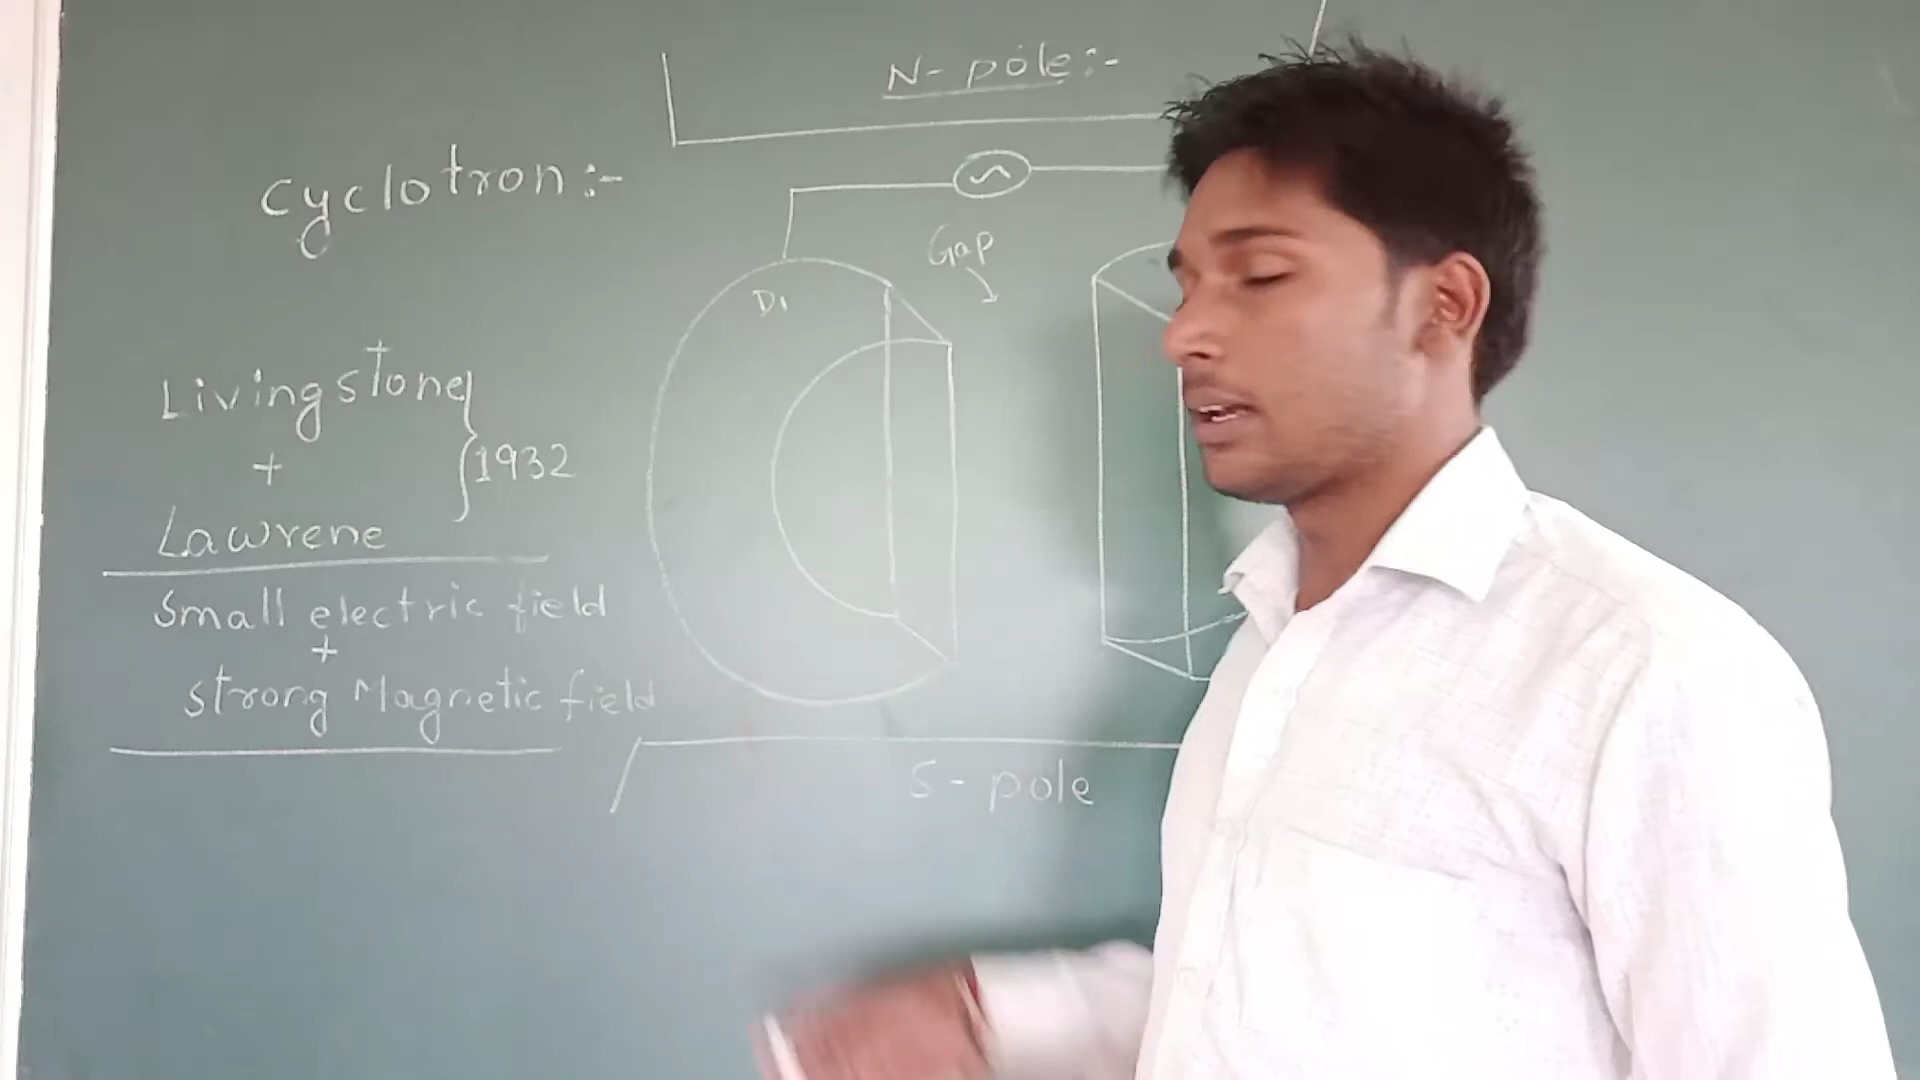 N-pole:-
Cyclotron:-
Gap
D1
Livingstone
+
1932
Lawrene
Small electric field
+
strong Magnetic field
S-pole